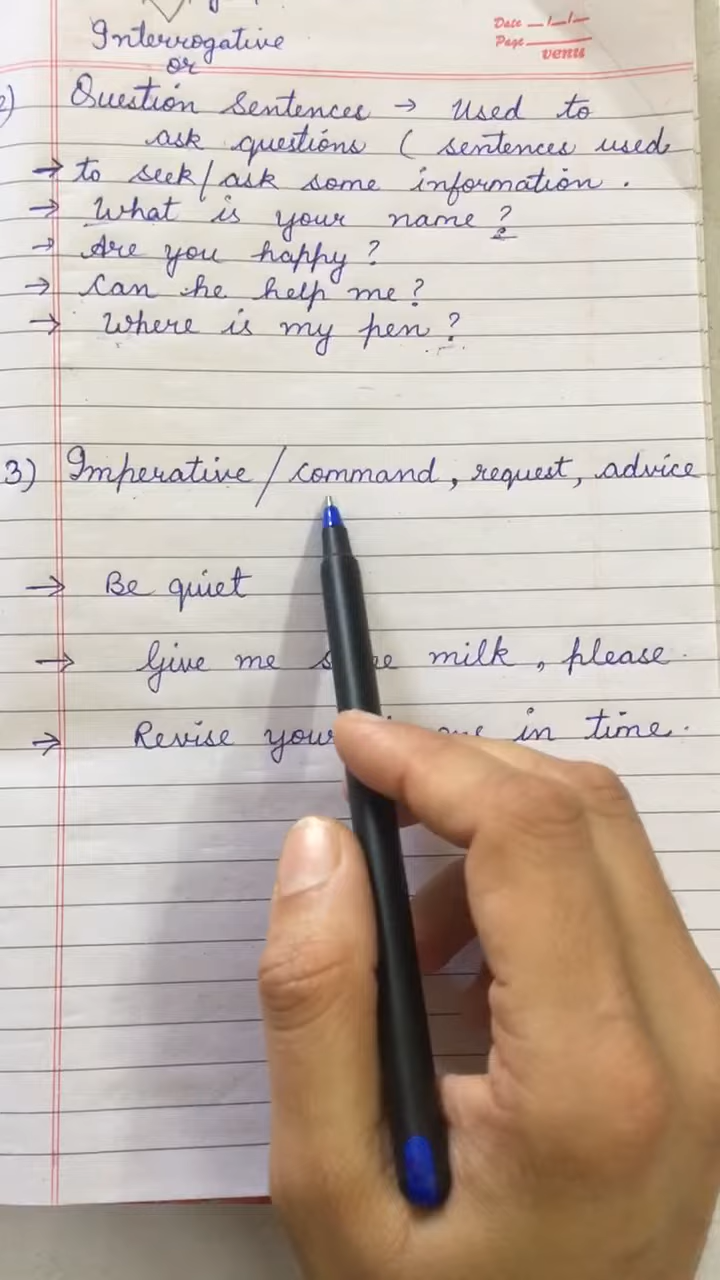 Interrogative
Date _/_/_
Page
venus
or
2) Question sentences → Used to
ask questions ( sentences used
→ to seek/ask some information .
→ What is your name ?
→ Are you happy ?
→ Can he help me ?
→ Where is my pen ?
3) Imperative / command , request , advice
→ Be quiet
→ Give me milk , please .
→ Revise your in time .